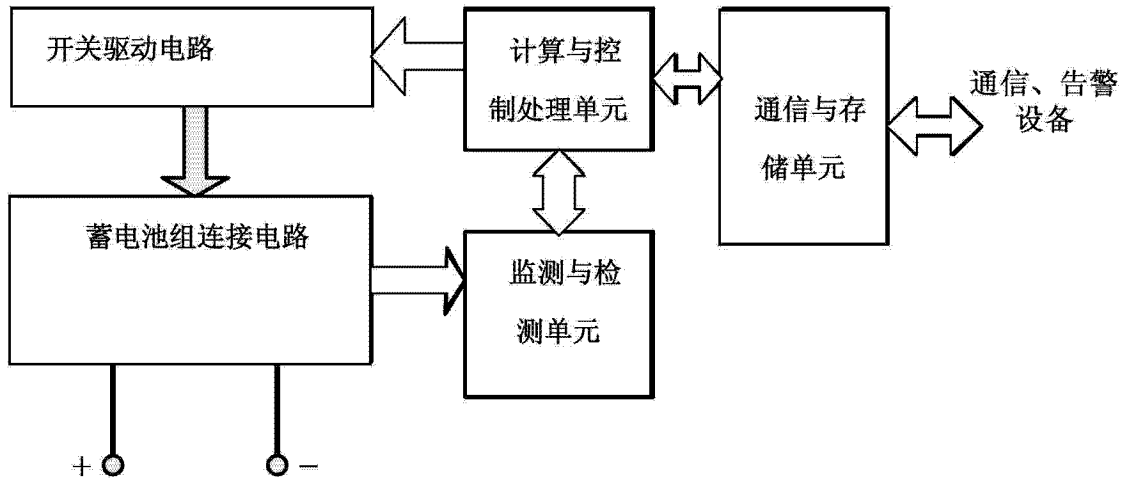 开关驱动电路
计算与控
制处理单元
通信与存
储单元
通信、告警
设备
蓄电池组连接电路
监测与检
测单元
+
-